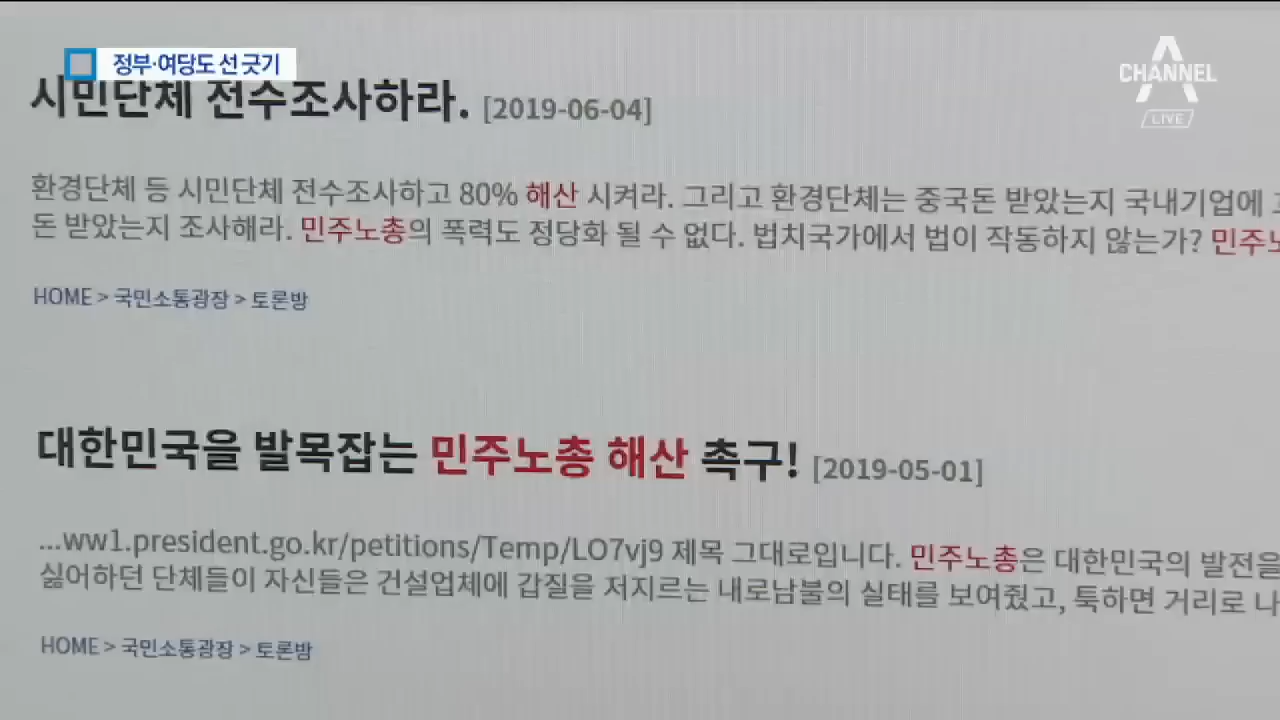 정부·여당도 선 긋기
CHANNEL
LIVE
시민단체 전수조사하라. [2019-06-04]
환경단체 등 시민단체 전수조사하고 80% 해산 시켜라. 그리고 환경단체는 중국돈 받았는지 국내기업에
돈 받았는지 조사해라. 민주노총의 폭력도 정당화 될 수 없다. 법치국가에서 법이 작동하지 않는가?
HOME > 국민소통광장 > 토론방
대한민국을 발목잡는 민주노총 해산 촉구! [2019-05-01]
...ww1.president.go.kr/petitions/Temp/LO7vj9 제목 그대로입니다. 민주노총은 대한민국의 발전을
싫어하던 단체들이 자신들은 건설업체에 갑질을 저지르는 내로남불의 실태를 보여줬고, 툭하면 거리로 나
HOME > 국민소통광장 > 토론방